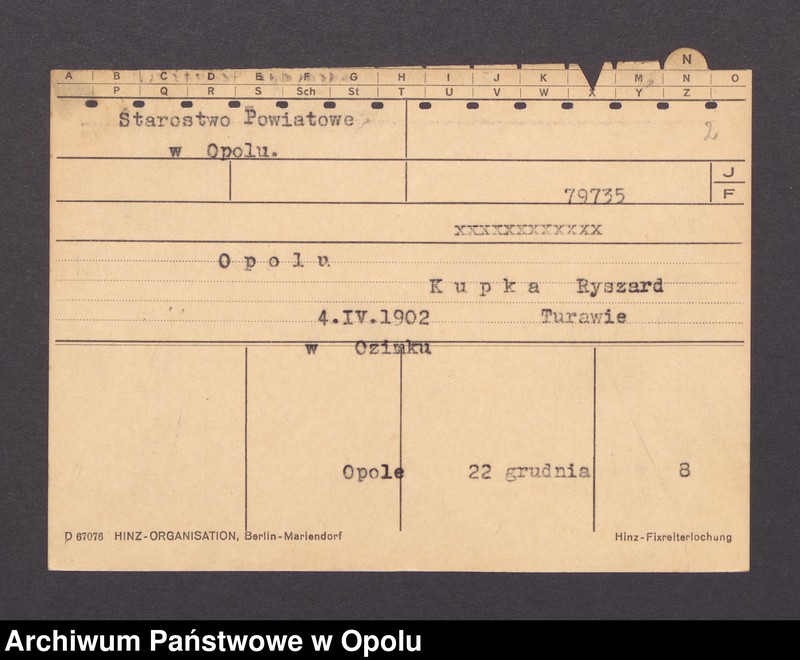 A B C D E F G H I J K M N O
N
P Q R S Sch St T U V W X Y Z
Starostwo Powiatowe
w Opolu.
2
J
F
79735
xxxxxxxxxxxx
Opolu
Kupka Ryszard
4.IV.1902 Turawie
w Ozimku
Opole 22 grudnia 8
D 67076 HINZ-ORGANISATION, Berlin-Mariendorf Hinz-Fixreiterlochung
Archiwum Państwowe w Opolu